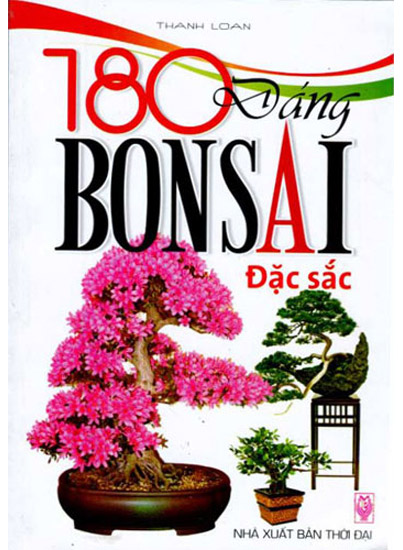 THANH LOAN
180 Dáng
BONSAI
Đặc sắc
NHÀ XUẤT BẢN THỜI ĐẠI